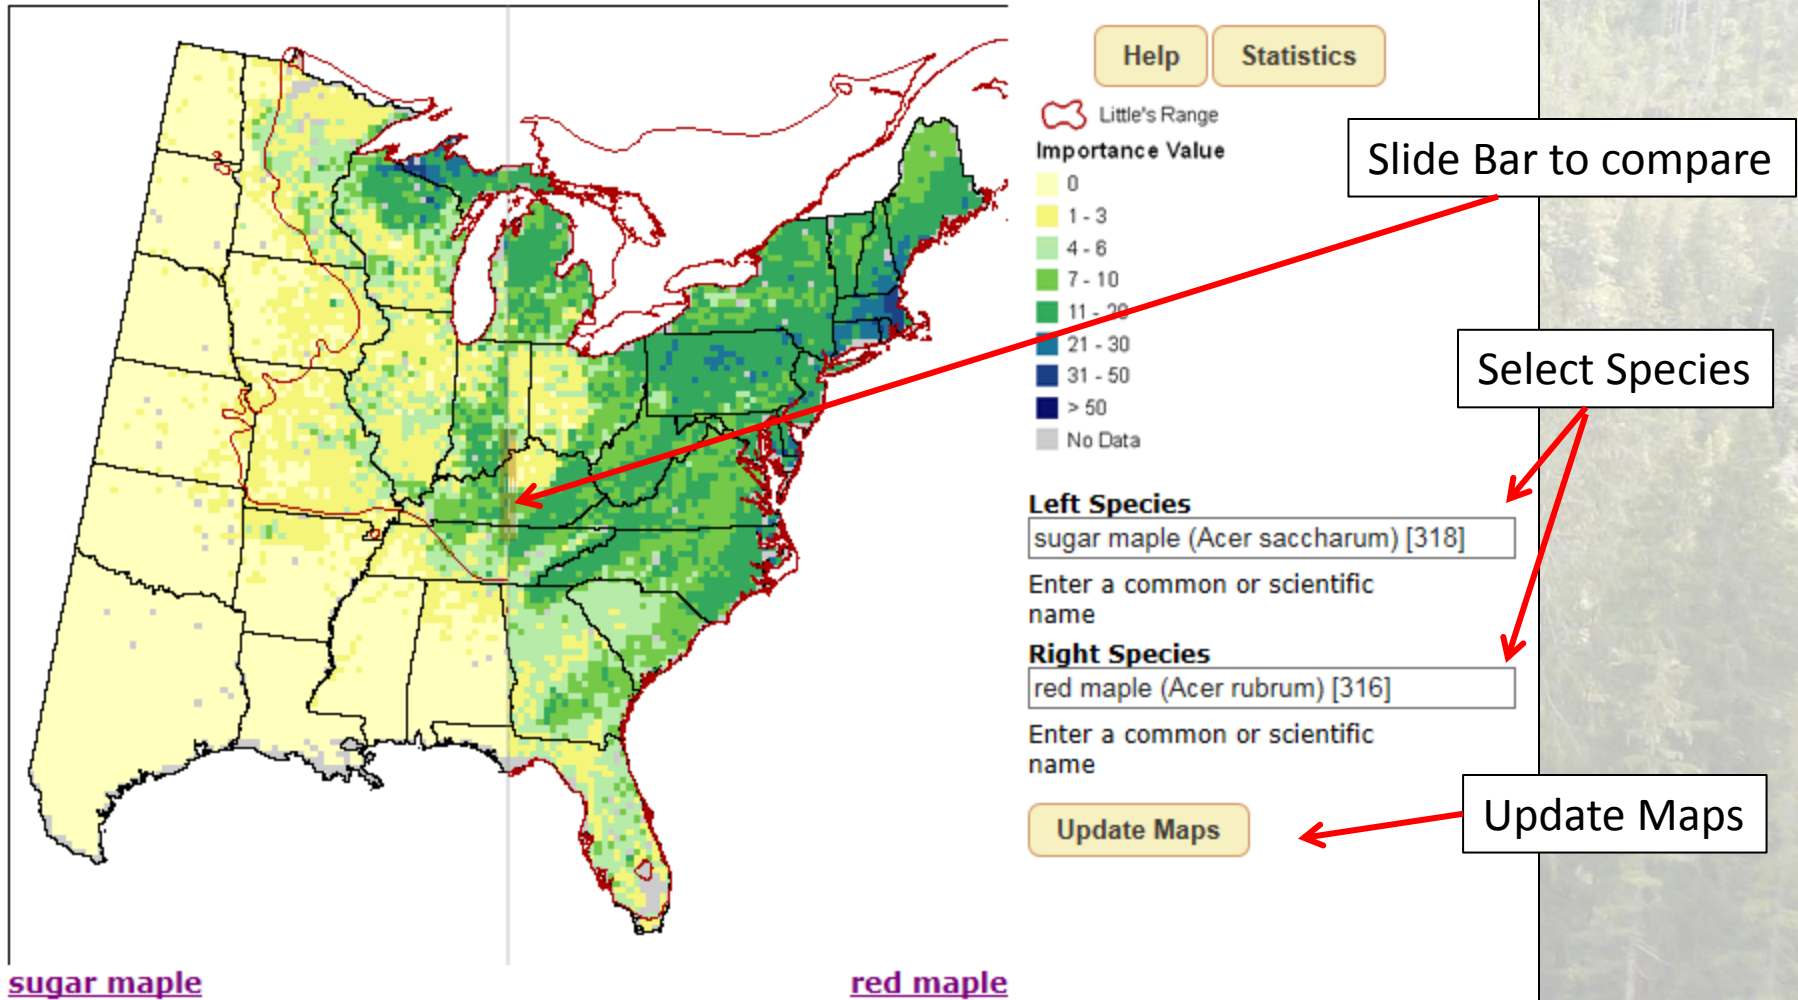 Help
Statistics
Little's Range
Importance Value
0
1 - 3
4 - 6
7 - 10
11 - 20
21 - 30
31 - 50
> 50
No Data
Slide Bar to compare
Select Species
Left Species
sugar maple (Acer saccharum) [318]
Enter a common or scientific
name
Right Species
red maple (Acer rubrum) [316]
Enter a common or scientific
name
Update Maps
Update Maps
sugar maple
red maple